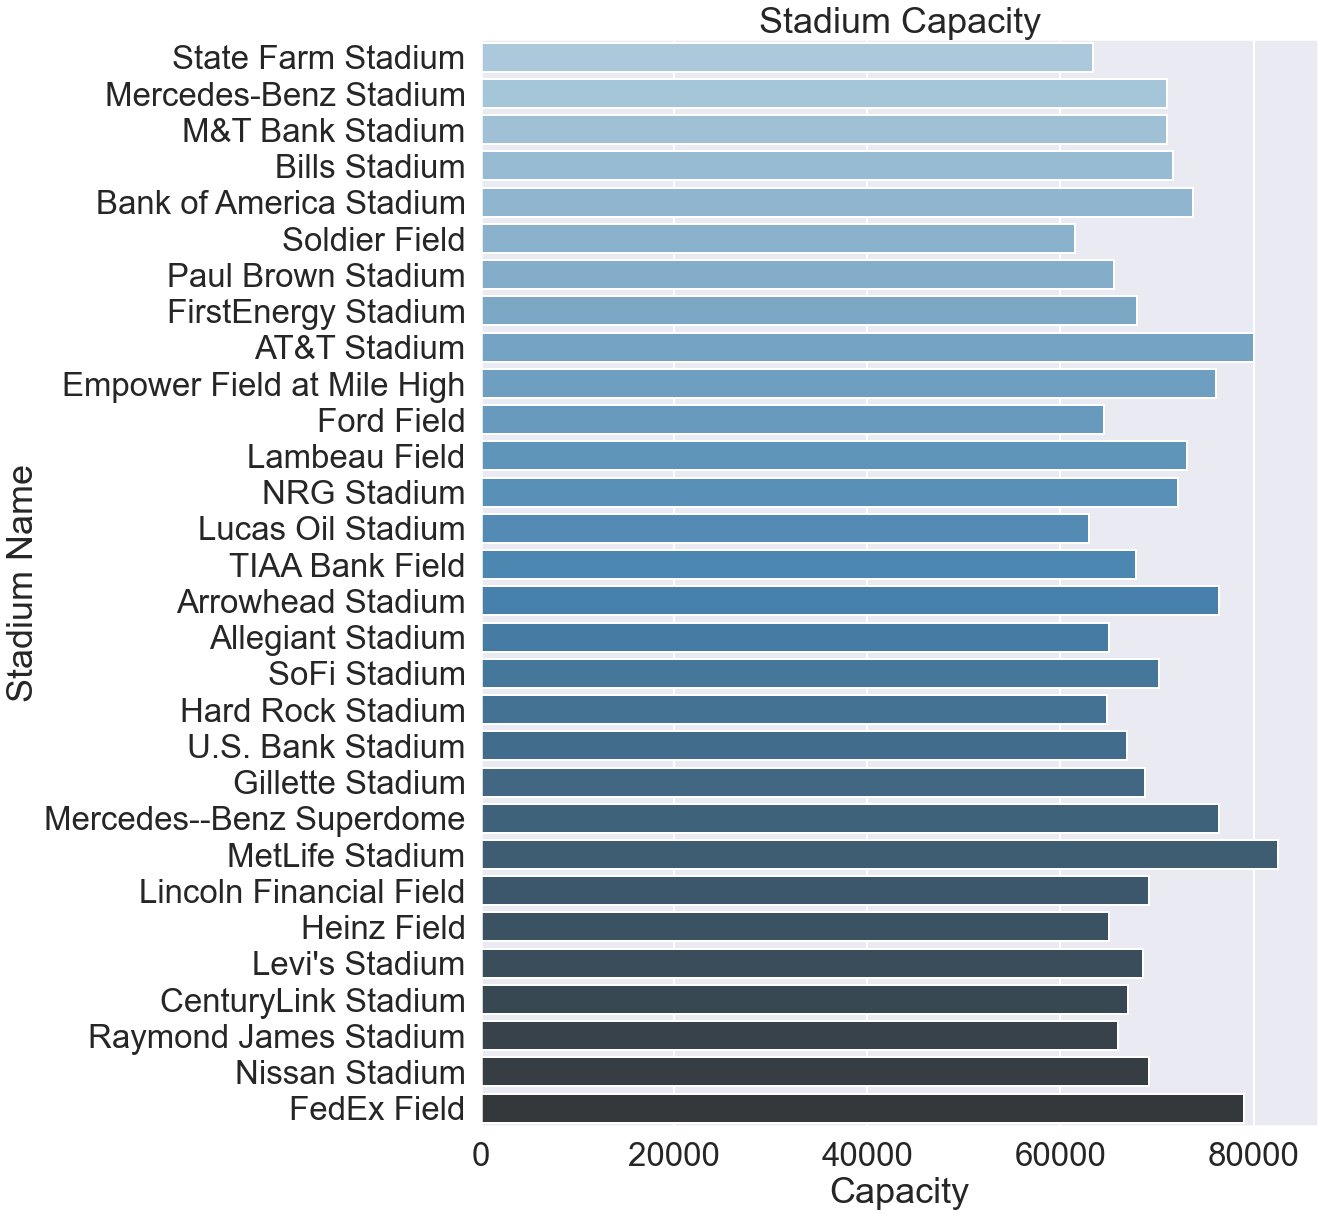 Stadium Capacity
State Farm Stadium
Mercedes-Benz Stadium
M&T Bank Stadium
Bills Stadium
Bank of America Stadium
Soldier Field
Paul Brown Stadium
FirstEnergy Stadium
AT&T Stadium
Empower Field at Mile High
Ford Field
Lambeau Field
NRG Stadium
Lucas Oil Stadium
TIAA Bank Field
Arrowhead Stadium
Allegiant Stadium
SoFi Stadium
Hard Rock Stadium
U.S. Bank Stadium
Gillette Stadium
Mercedes--Benz Superdome
MetLife Stadium
Lincoln Financial Field
Heinz Field
Levi's Stadium
CenturyLink Stadium
Raymond James Stadium
Nissan Stadium
FedEx Field
Stadium Name
0 20000 40000 60000 80000
Capacity